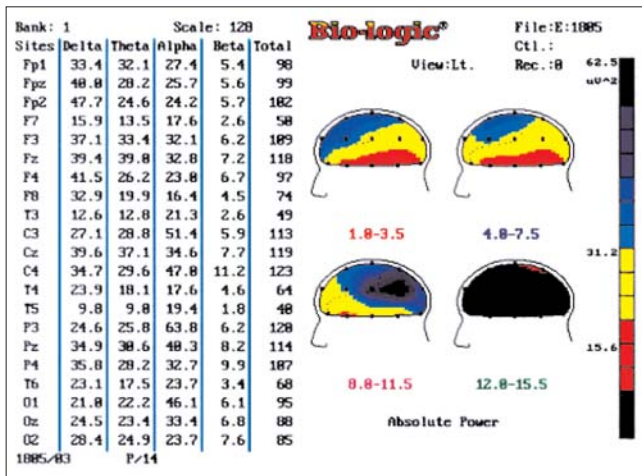 Bank: 1 Scale: 128
Sites Delta Theta Alpha Beta Total
Fp1 33.4 32.1 27.4 5.4 98
Fpz 40.0 28.2 25.7 5.6 99
Fp2 47.7 24.6 24.2 5.7 102
F7 15.9 13.5 17.6 2.6 50
F3 37.1 33.4 32.1 6.2 109
Fz 39.4 39.0 32.8 7.2 118
F4 41.5 26.2 23.0 6.7 97
F8 32.9 19.9 16.4 4.5 74
T3 12.6 12.8 21.3 2.6 49
C3 27.1 28.8 51.4 5.9 113
Cz 39.6 37.1 34.6 7.7 119
C4 34.7 29.6 47.0 11.2 123
T4 23.9 18.1 17.6 4.6 64
T5 9.8 9.0 19.4 1.8 40
P3 24.6 25.8 63.8 6.2 120
Pz 34.9 30.6 40.3 8.2 114
P4 35.8 28.2 32.7 9.9 107
T6 23.1 17.5 23.7 3.4 68
O1 21.0 22.2 46.1 6.1 95
Oz 24.5 23.4 33.4 6.8 88
O2 28.4 24.9 23.7 7.6 85
1805/03 P/14
Bio-logic®
File:E:1805
Ctl.:
View:Lt. Rec.:0
62.5
uV^2
31.2
15.6
1.0-3.5 4.0-7.5
8.0-11.5 12.0-15.5
Absolute Power